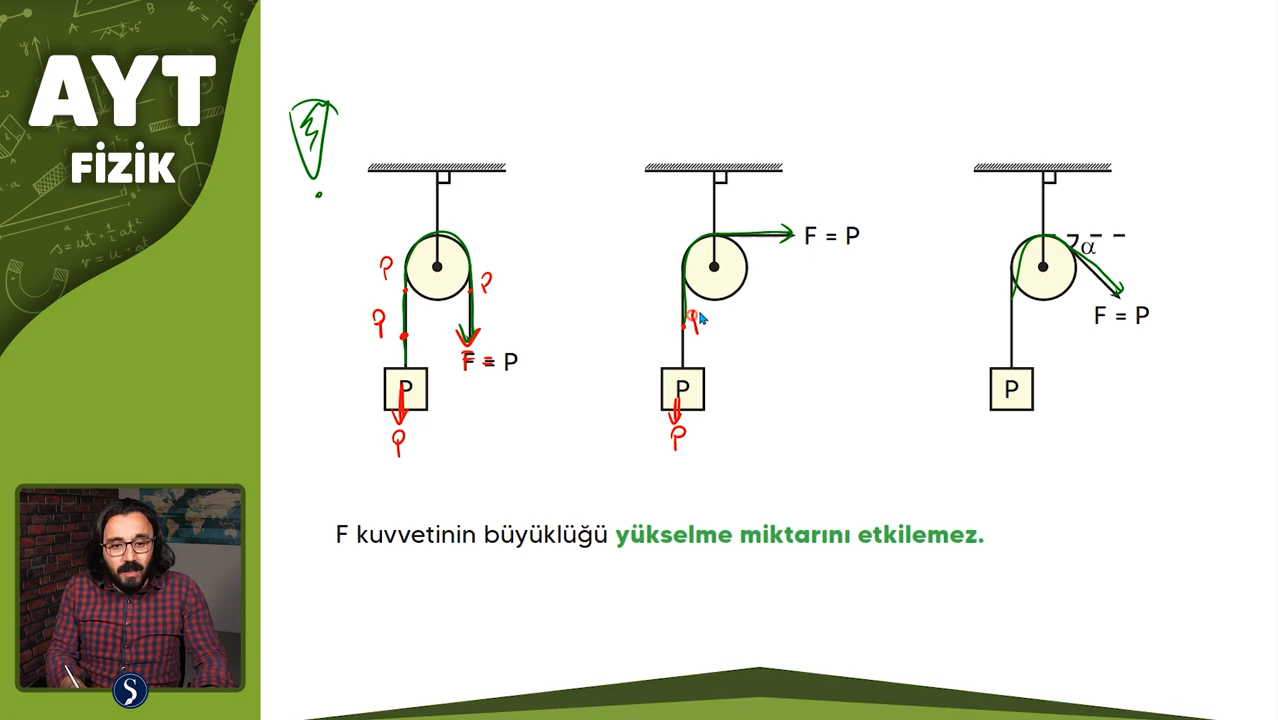 AYT
FİZİK
P
P
P
F = P
P
P
F = P
P
P
P
α
F = P
P
F kuvvetinin büyüklüğü yükselme miktarını etkilemez.